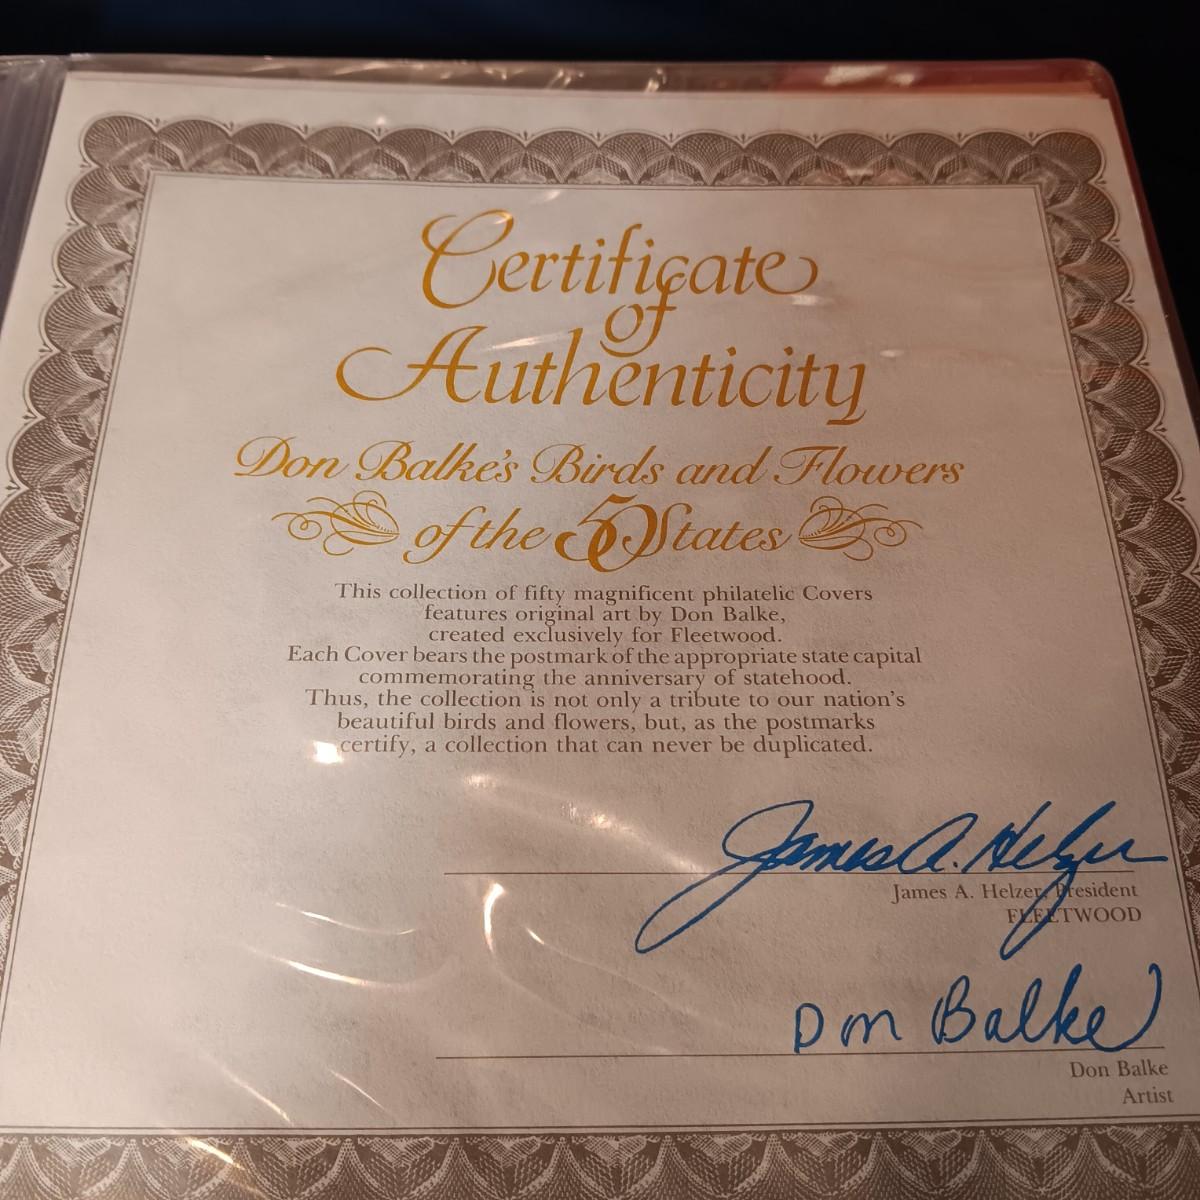 Certificate
of
Authenticity
Don Balke's Birds and Flowers
of the 50 States
This collection of fifty magnificent philatelic Covers
features original art by Don Balke,
created exclusively for Fleetwood.
Each Cover bears the postmark of the appropriate state capital
commemorating the anniversary of statehood.
Thus, the collection is not only a tribute to our nation's
beautiful birds and flowers, but, as the postmarks
certify, a collection that can never be duplicated.
James A. Helzer
James A. Helzer, President
FLEETWOOD
Don Balke
Don Balke
Artist